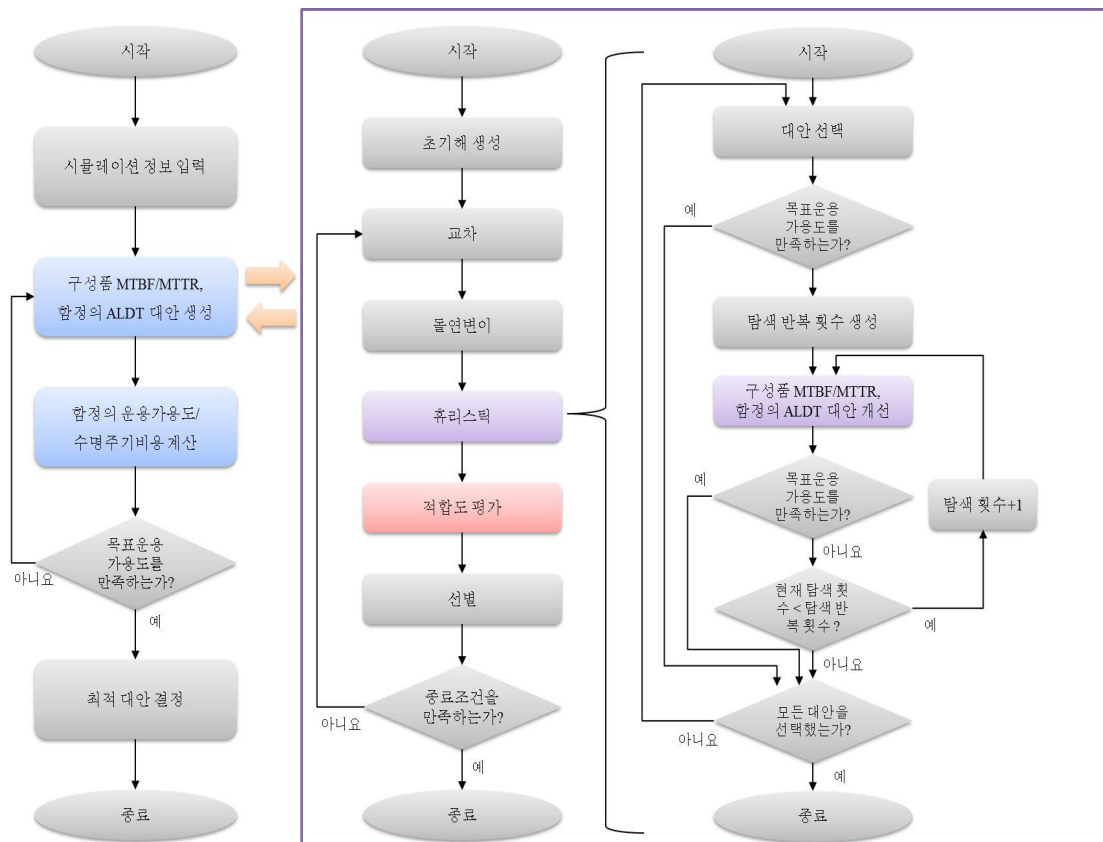 시작
시뮬레이션 정보 입력
구성품 MTBF/MTTR,
함정의 ALDT 대안 생성
함정의 운용가용도/
수명주기비용 계산
목표운용
가용도를
만족하는가?
아니요
예
최적 대안 결정
종료
시작
초기해 생성
교차
돌연변이
휴리스틱
적합도 평가
선별
종료조건을
만족하는가?
아니요
예
종료
시작
대안 선택
예
목표운용
가용도를
만족하는가?
탐색 반복 횟수 생성
구성품 MTBF/MTTR,
함정의 ALDT 대안 개선
예
목표운용
가용도를
만족하는가?
탐색 횟수+1
아니요
현재 탐색 횟
수 < 탐색 반
복 횟수 ?
예
아니요
모든 대안을
선택했는가?
아니요
예
종료